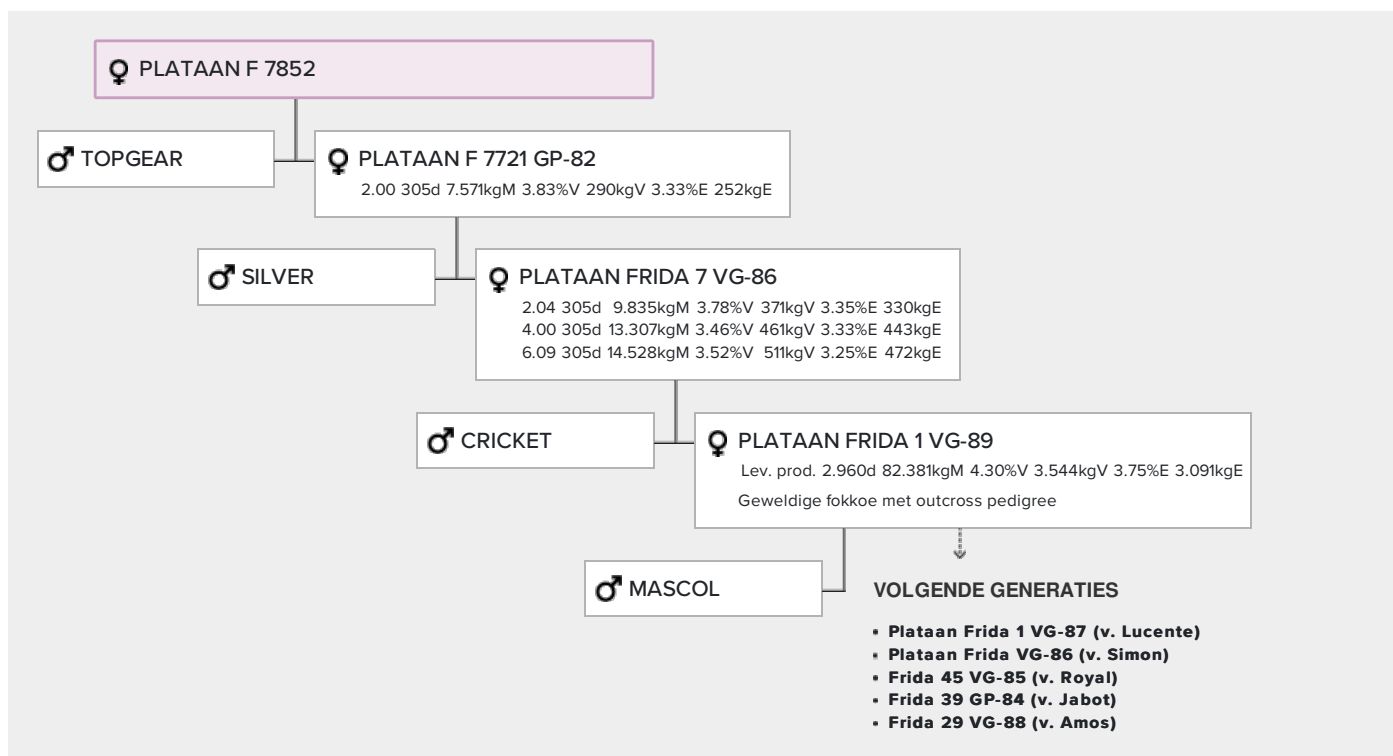 PLATAAN F 7852
TOPGEAR
PLATAAN F 7721 GP-82
2.00 305d 7.571kgM 3.83%V 290kgV 3.33%E 252kgE
SILVER
PLATAAN FRIDA 7 VG-86
2.04 305d 9.835kgM 3.78%V 371kgV 3.35%E 330kgE
4.00 305d 13.307kgM 3.46%V 461kgV 3.33%E 443kgE
6.09 305d 14.528kgM 3.52%V 511kgV 3.25%E 472kgE
CRICKET
PLATAAN FRIDA 1 VG-89
Lev. prod. 2.960d 82.381kgM 4.30%V 3.544kgV 3.75%E 3.091kgE
Geweldige fokkoe met outcross pedigree
MASCOL
VOLGENDE GENERATIES
• Plataan Frida 1 VG-87 (v. Lucente)
• Plataan Frida VG-86 (v. Simon)
• Frida 45 VG-85 (v. Royal)
• Frida 39 GP-84 (v. Jabot)
• Frida 29 VG-88 (v. Amos)